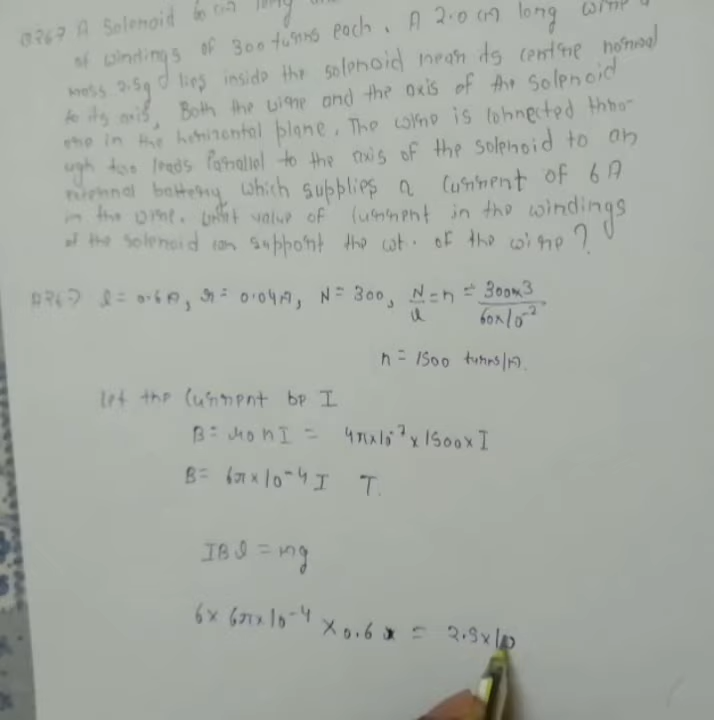 Q267 A Solenoid 60 cm long
of windings of 300 turns each. A 2.0 cm long wire
mass 2.5g lies inside the solenoid near its centre normal
to its axis, Both the wire and the axis of the solenoid
are in the horizontal plane. The wire is connected thro-
ugh two leads Parallel to the axis of the solenoid to an
battery which supplies a Current of 6 A
in the wire. What value of current in the windings
of the Solenoid can support the wt. of the wire ?
A267 l = 0.6 m, r = 0.04 m, N = 300, N/l = n = 300×3/60×10⁻²
n = 1500 turns/m.
let the Current be I
B = μ0 n I = 4π×10⁻⁷ × 1500 × I
B = 6π × 10⁻⁴ I T.
I B l = mg
6 × 6π × 10⁻⁴ × 0.6 × = 2.5 × 10